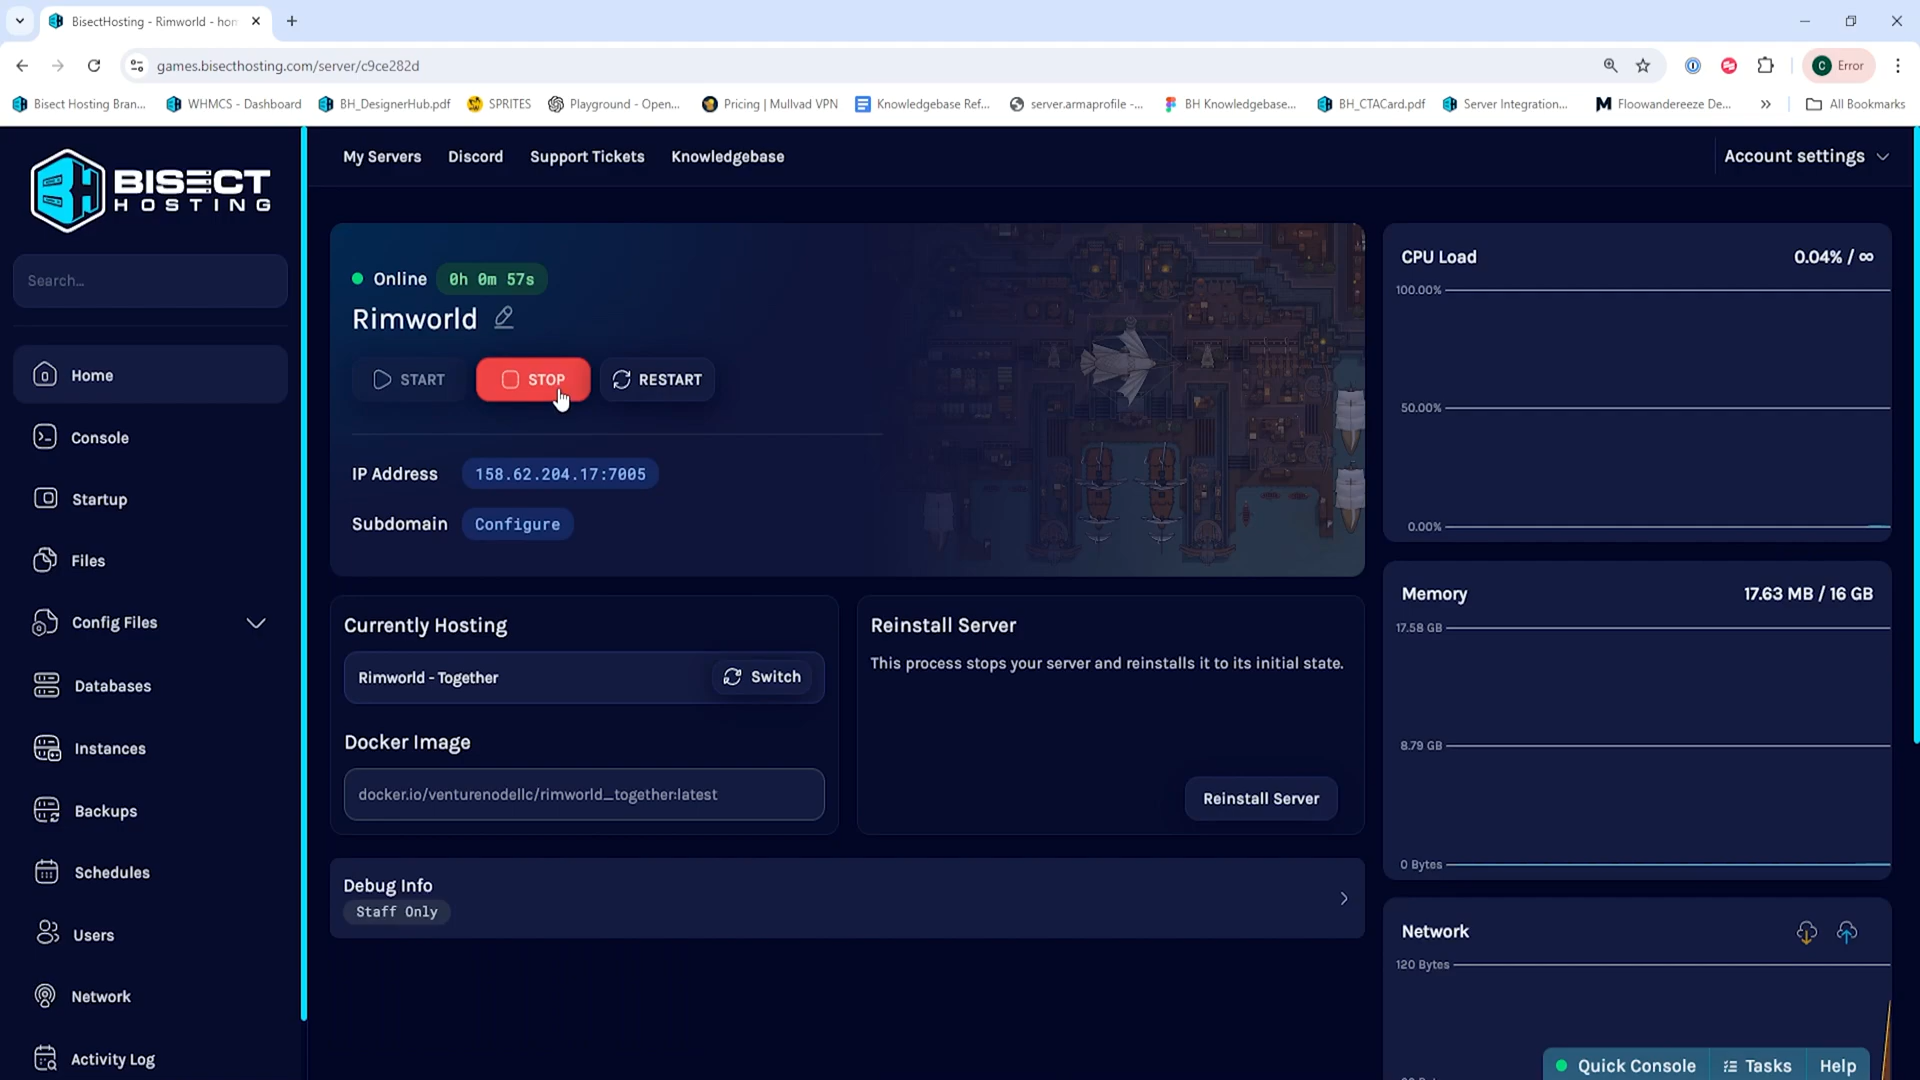 BisectHosting - Rimworld - hom
games.bisecthosting.com/server/c9ce282d
Error
Bisect Hosting Bran...
WHMCS - Dashboard
BH_DesignerHub.pdf
SPRITES
Playground - Open...
Pricing | Mullvad VPN
Knowledgebase Ref...
server.armaprofile -...
BH Knowledgebase...
BH_CTACard.pdf
Server Integration...
Floowandereeze De...
All Bookmarks
BISECT
HOSTING
My Servers
Discord
Support Tickets
Knowledgebase
Account settings
Search...
Home
Console
Startup
Files
Config Files
Databases
Instances
Backups
Schedules
Users
Network
Activity Log
Online 0h 0m 57s
Rimworld
START
STOP
RESTART
IP Address 158.62.204.17:7005
Subdomain Configure
Currently Hosting
Rimworld - Together
Switch
Docker Image
docker.io/venturenodellc/rimworld_together:latest
Reinstall Server
This process stops your server and reinstalls it to its initial state.
Reinstall Server
Debug Info
Staff Only
CPU Load
0.04% / ∞
100.00%
50.00%
0.00%
Memory
17.63 MB / 16 GB
17.58 GB
8.79 GB
0 Bytes
Network
120 Bytes
Quick Console
Tasks
Help